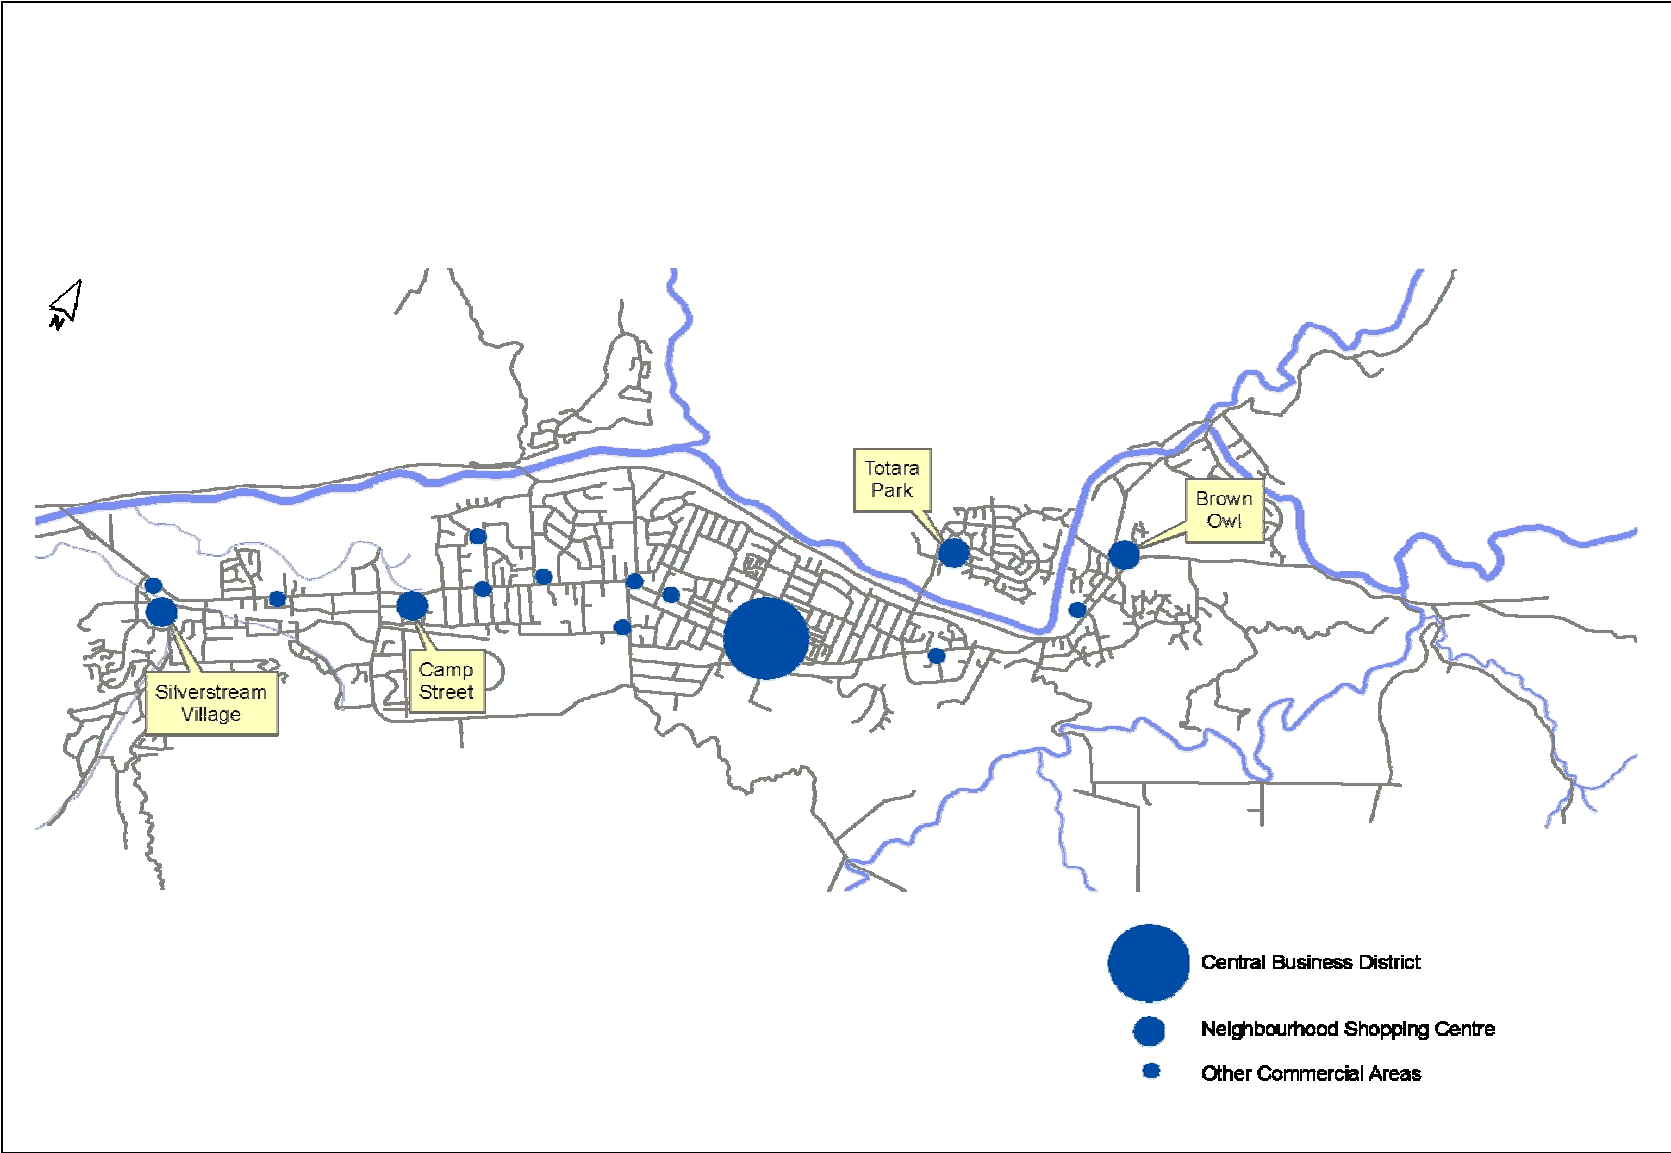 N
Totara
Park
Brown
Owl
Camp
Street
Silverstream
Village
Central Business District
Neighbourhood Shopping Centre
Other Commercial Areas